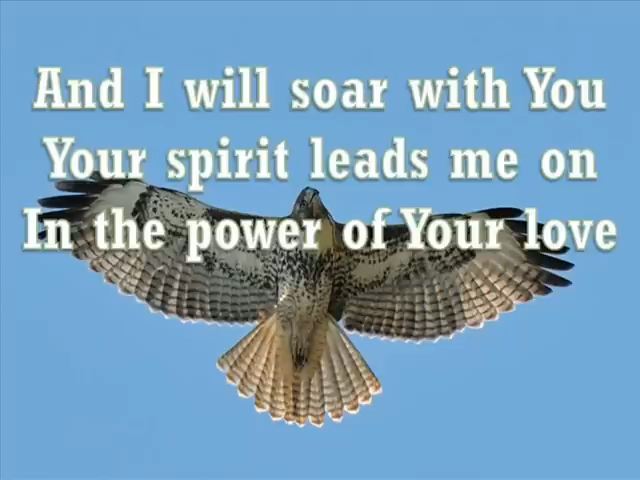 And I will soar with You
Your spirit leads me on
In the power of Your love